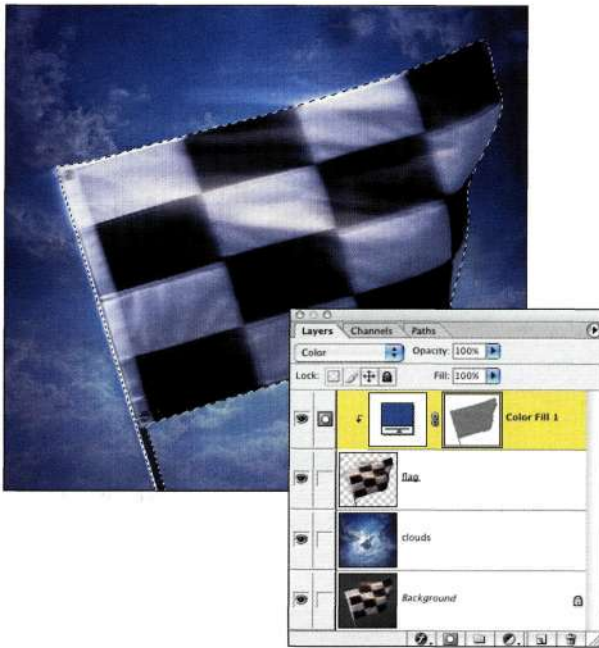 Layers Channels Paths
Color Opacity: 100%
Lock: Fill: 100%
Color Fill 1
flag
clouds
Background